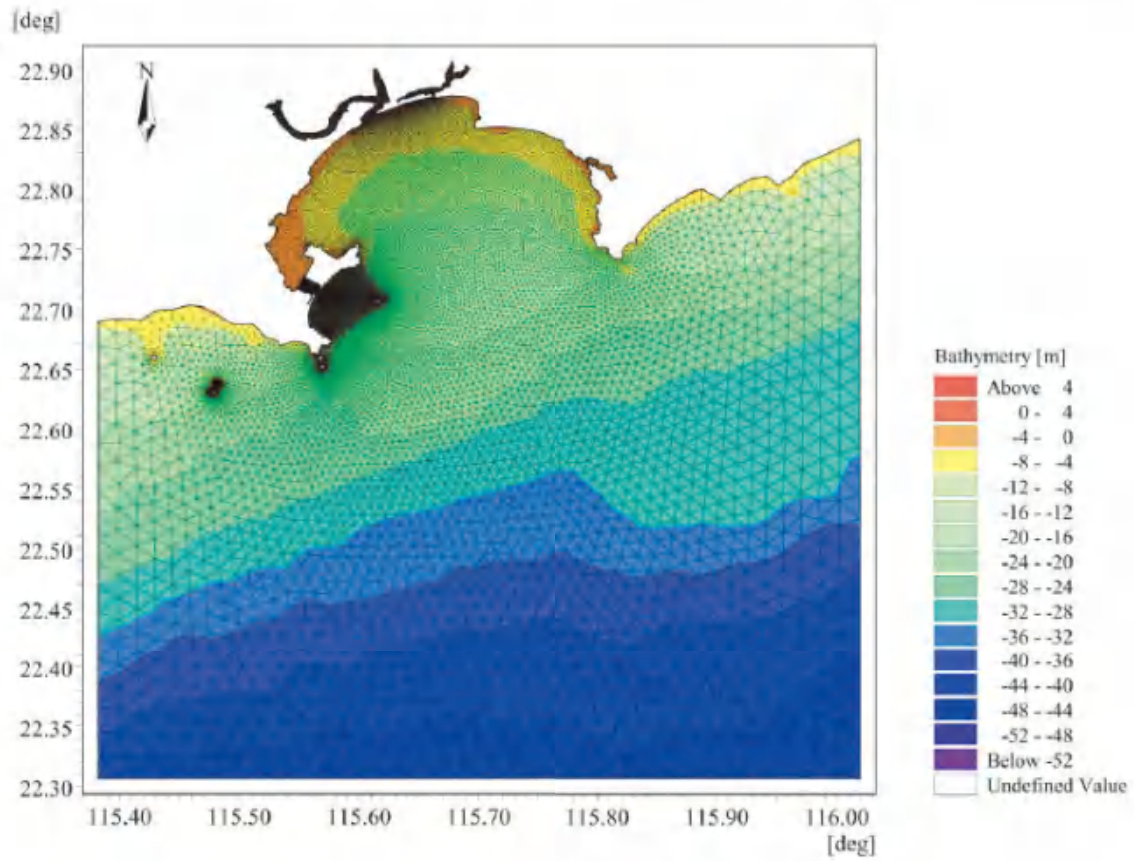 [deg]
N
22.90
22.85
22.80
22.75
22.70
22.65
22.60
22.55
22.50
22.45
22.40
22.35
22.30
115.40 115.50 115.60 115.70 115.80 115.90 116.00
[deg]
Bathymetry [m]
Above 4
0 - 4
-4 - 0
-8 - -4
-12 - -8
-16 - -12
-20 - -16
-24 - -20
-28 - -24
-32 - -28
-36 - -32
-40 - -36
-44 - -40
-48 - -44
-52 - -48
Below -52
Undefined Value